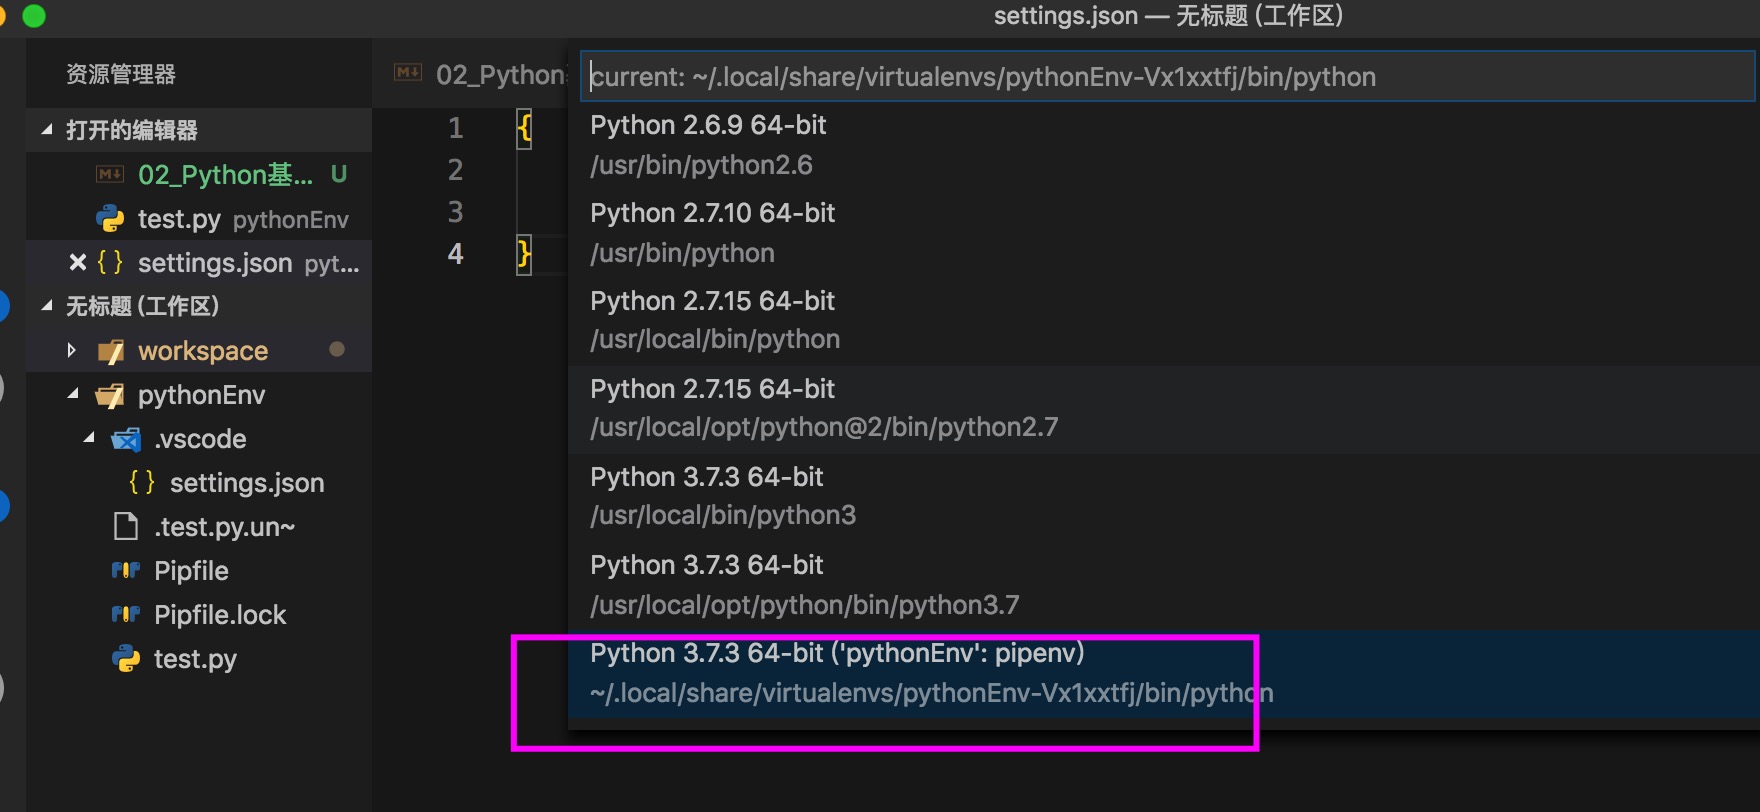 settings.json — 无标题 (工作区)
资源管理器
打开的编辑器
02_Python基... U
test.py pythonEnv
settings.json pyt...
无标题 (工作区)
workspace
pythonEnv
.vscode
settings.json
.test.py.un~
Pipfile
Pipfile.lock
test.py
02_Python
1 {
2
3
4 }
current: ~/.local/share/virtualenvs/pythonEnv-Vx1xxtfj/bin/python
Python 2.6.9 64-bit
/usr/bin/python2.6
Python 2.7.10 64-bit
/usr/bin/python
Python 2.7.15 64-bit
/usr/local/bin/python
Python 2.7.15 64-bit
/usr/local/opt/python@2/bin/python2.7
Python 3.7.3 64-bit
/usr/local/bin/python3
Python 3.7.3 64-bit
/usr/local/opt/python/bin/python3.7
Python 3.7.3 64-bit ('pythonEnv': pipenv)
~/.local/share/virtualenvs/pythonEnv-Vx1xxtfj/bin/python